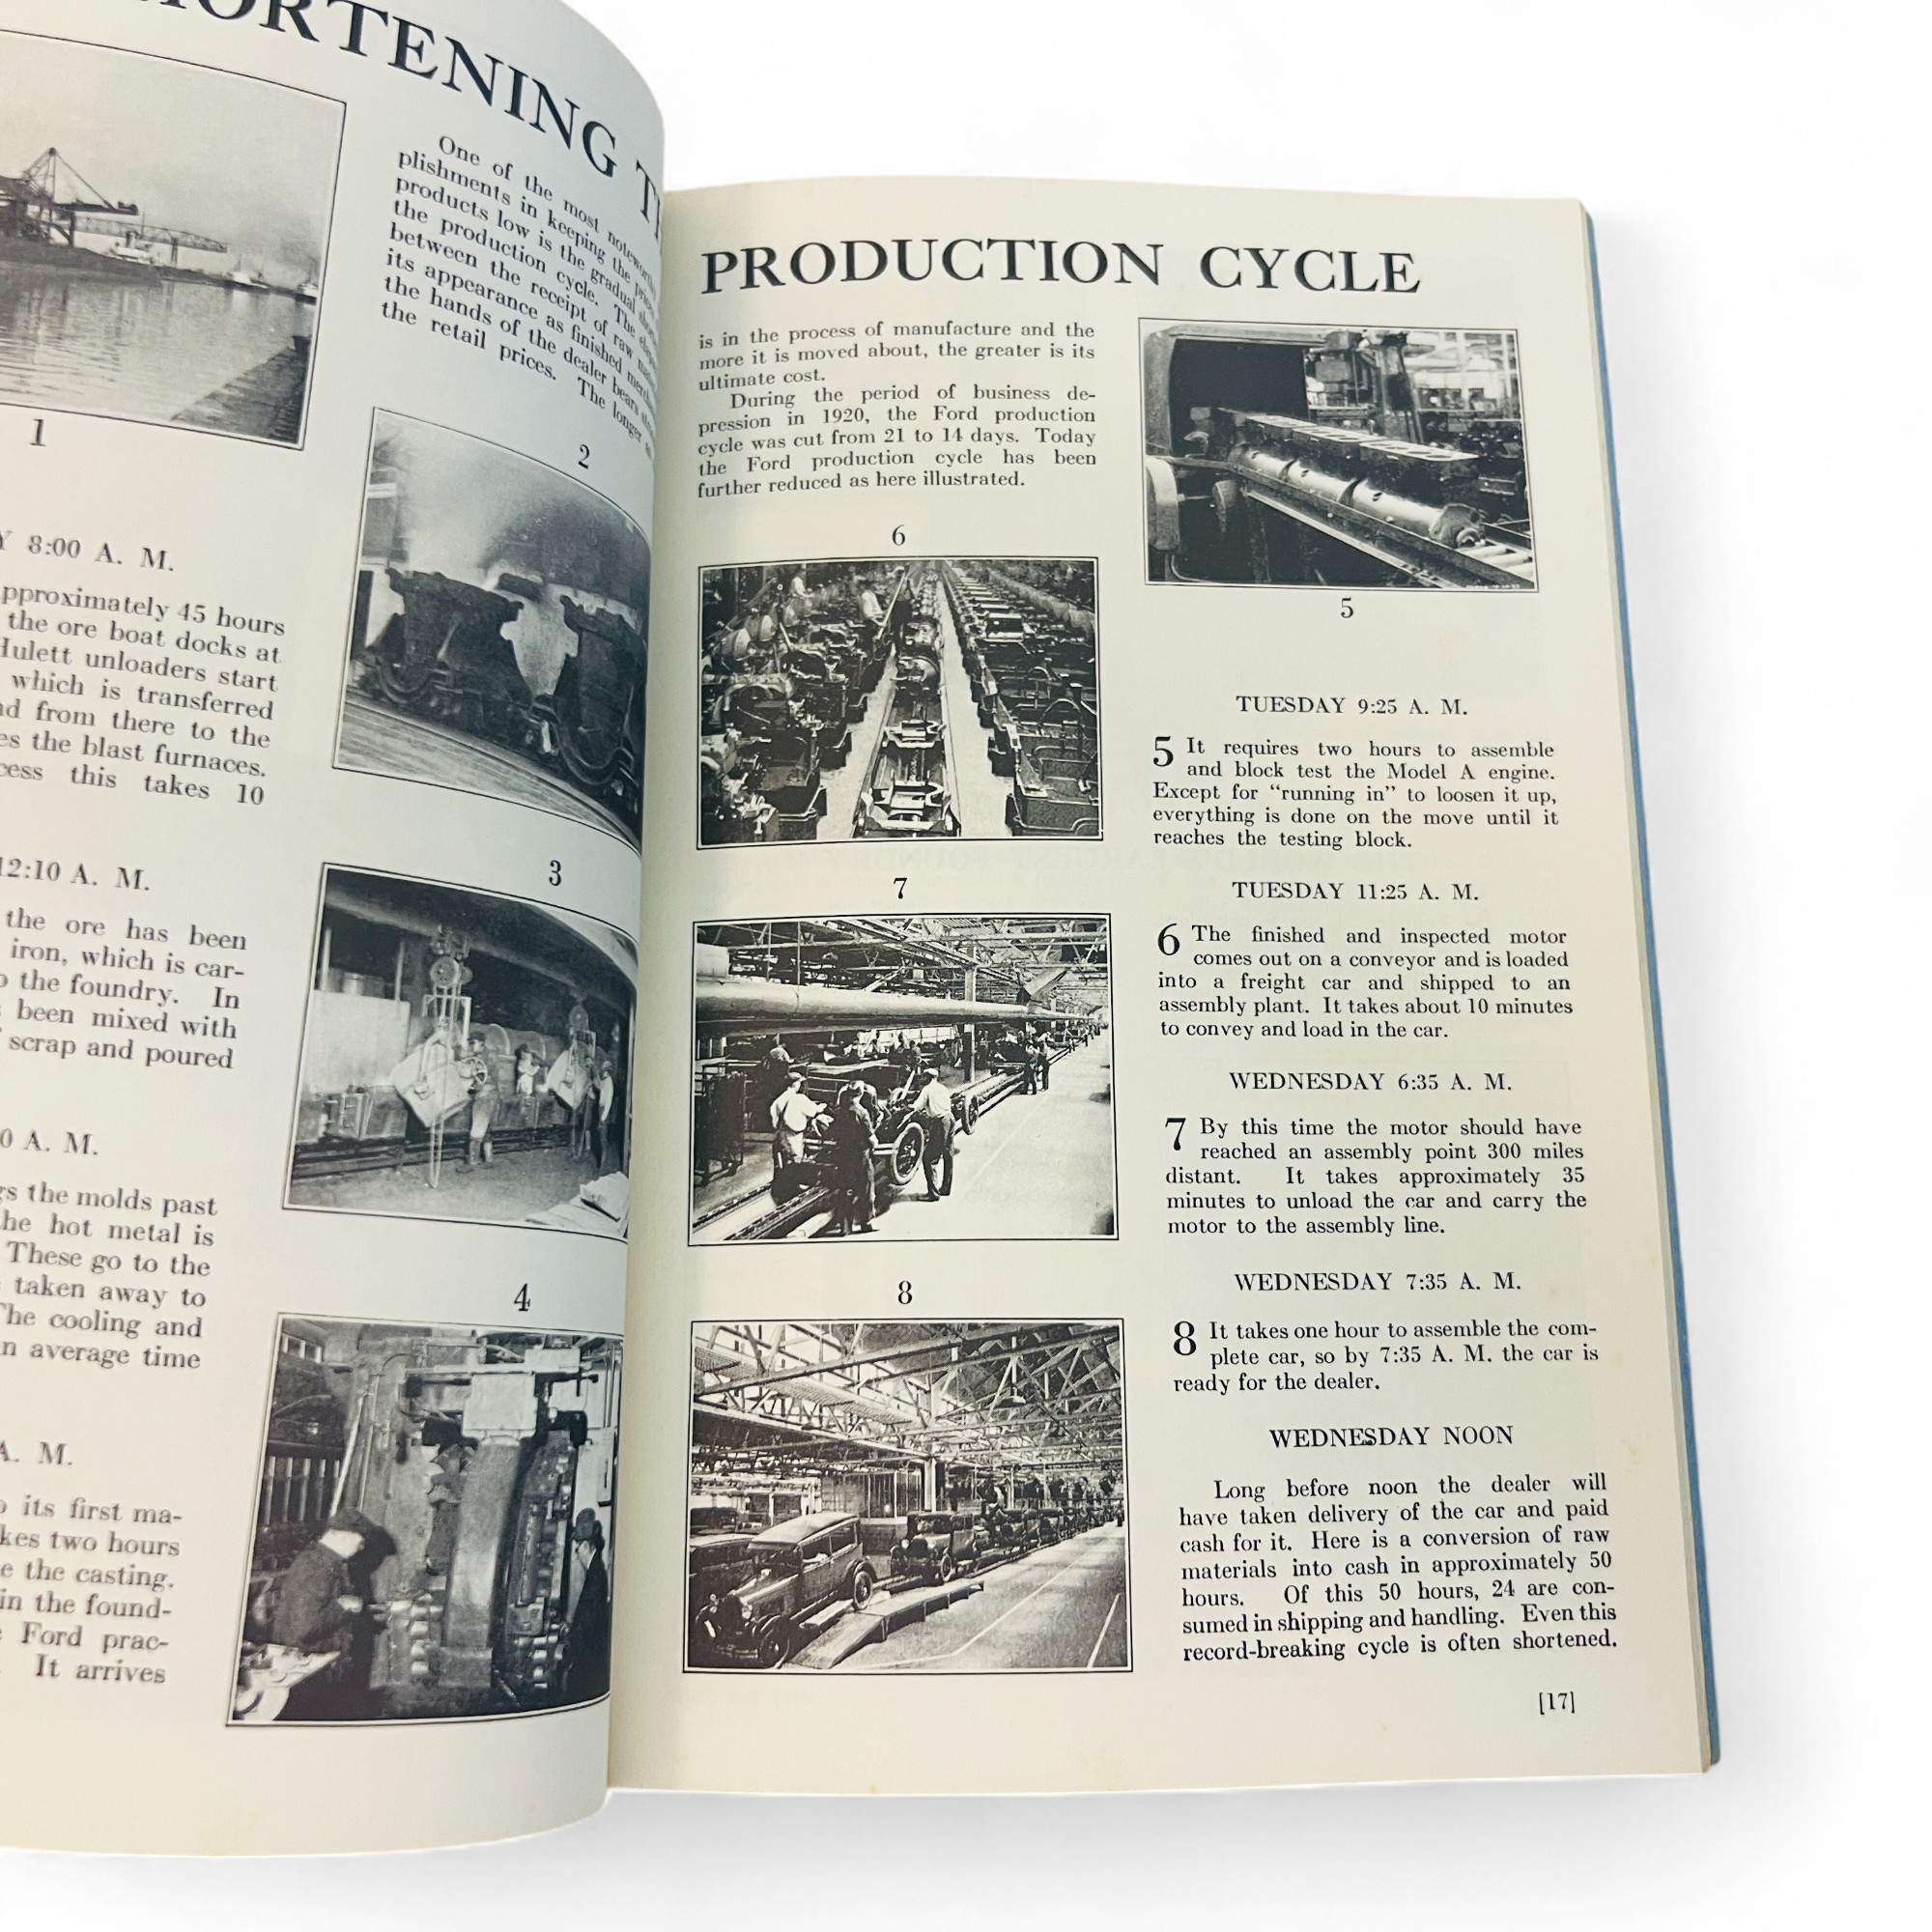 SHORTENING
One of the most
plishments in keeping the
products low is the gradual
the production cycle. The
between the receipt of raw
its appearance as finished
the hands of the dealer bears
the retail prices. The longer
1
2
8:00 A. M.
approximately 45 hours
the ore boat docks at
Hulett unloaders start
which is transferred
from there to the
the blast furnaces.
this takes 10
3
12:10 A. M.
the ore has been
iron, which is car-
the foundry. In
been mixed with
scrap and poured
A. M.
the molds past
the hot metal is
These go to the
taken away to
The cooling and
average time
4
A. M.
its first ma-
two hours
the casting.
in the found-
Ford prac-
It arrives
PRODUCTION CYCLE
is in the process of manufacture and the
more it is moved about, the greater is its
ultimate cost.
During the period of business de-
pression in 1920, the Ford production
cycle was cut from 21 to 14 days. Today
the Ford production cycle has been
further reduced as here illustrated.
6
7
8
5
TUESDAY 9:25 A. M.
5 It requires two hours to assemble
and block test the Model A engine.
Except for "running in" to loosen it up,
everything is done on the move until it
reaches the testing block.
TUESDAY 11:25 A. M.
6 The finished and inspected motor
comes out on a conveyor and is loaded
into a freight car and shipped to an
assembly plant. It takes about 10 minutes
to convey and load in the car.
WEDNESDAY 6:35 A. M.
7 By this time the motor should have
reached an assembly point 300 miles
distant. It takes approximately 35
minutes to unload the car and carry the
motor to the assembly line.
WEDNESDAY 7:35 A. M.
8 It takes one hour to assemble the com-
plete car, so by 7:35 A. M. the car is
ready for the dealer.
WEDNESDAY NOON
Long before noon the dealer will
have taken delivery of the car and paid
cash for it. Here is a conversion of raw
materials into cash in approximately 50
hours. Of this 50 hours, 24 are con-
sumed in shipping and handling. Even this
record-breaking cycle is often shortened.
[17]